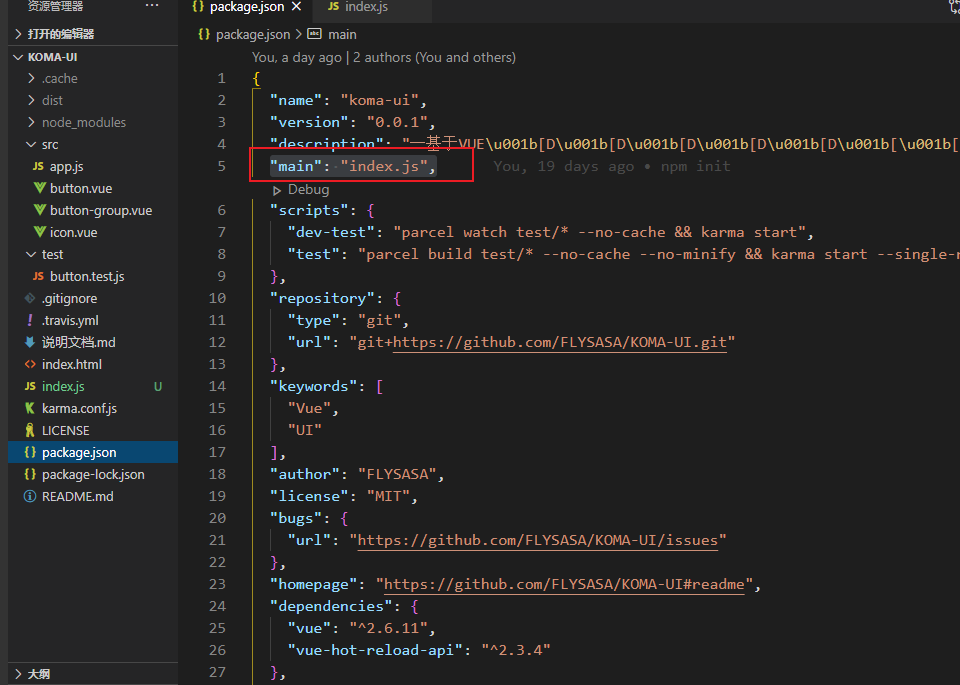 资源管理器 ···
打开的编辑器
KOMA-UI
.cache
dist
node_modules
src
JS app.js
button.vue
button-group.vue
icon.vue
test
JS button.test.js
.gitignore
.travis.yml
说明文档.md
index.html
JS index.js U
karma.conf.js
LICENSE
{} package.json
{} package-lock.json
README.md
大纲
{} package.json × JS index.js
{} package.json > main
You, a day ago | 2 authors (You and others)
1 {
2 "name": "koma-ui",
3 "version": "0.0.1",
4 "description": "一基于VUE\u001b[D\u001b[D\u001b[D\u001b[D\u001b[D\u001b[\u001b[
5 "main": "index.js", You, 19 days ago • npm init
Debug
6 "scripts": {
7 "dev-test": "parcel watch test/* --no-cache && karma start",
8 "test": "parcel build test/* --no-cache --no-minify && karma start --single-r
9 },
10 "repository": {
11 "type": "git",
12 "url": "git+https://github.com/FLYSASA/KOMA-UI.git"
13 },
14 "keywords": [
15 "Vue",
16 "UI"
17 ],
18 "author": "FLYSASA",
19 "license": "MIT",
20 "bugs": {
21 "url": "https://github.com/FLYSASA/KOMA-UI/issues"
22 },
23 "homepage": "https://github.com/FLYSASA/KOMA-UI#readme",
24 "dependencies": {
25 "vue": "^2.6.11",
26 "vue-hot-reload-api": "^2.3.4"
27 },